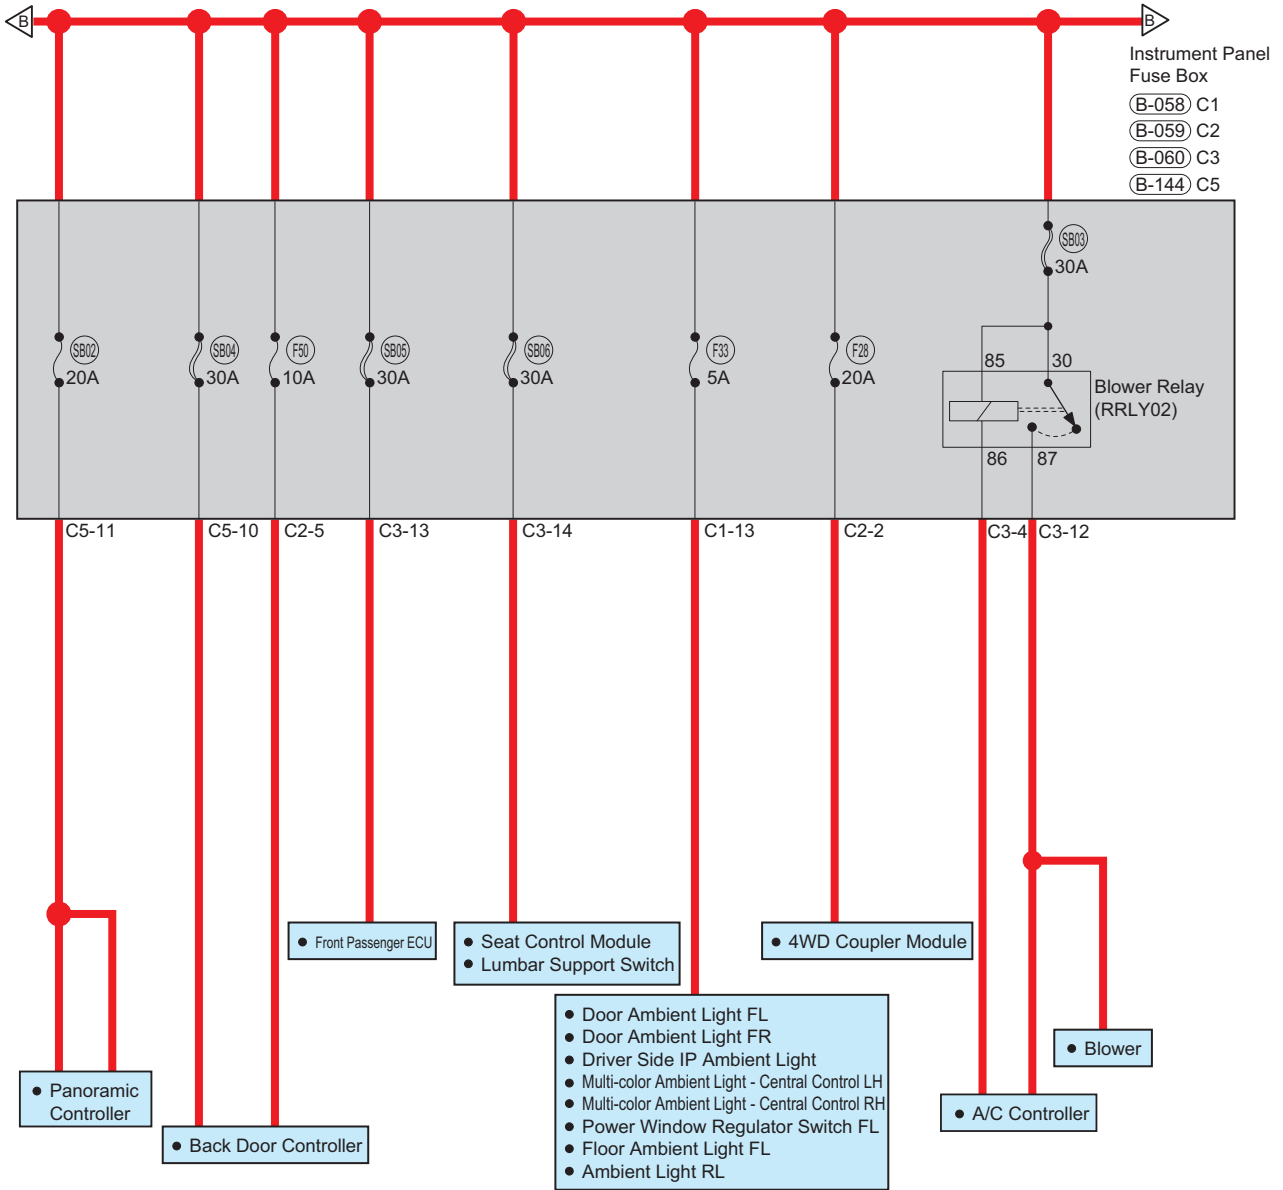 B
B
Instrument Panel
Fuse Box
B-058 C1
B-059 C2
B-060 C3
B-144 C5
SB03
30A
SB02
20A
SB04
30A
F50
10A
SB05
30A
SB06
30A
F33
5A
F28
20A
85
30
Blower Relay
(RRLY02)
86
87
C5-11
C5-10
C2-5
C3-13
C3-14
C1-13
C2-2
C3-4
C3-12
• Front Passenger ECU
• Seat Control Module
• Lumbar Support Switch
• 4WD Coupler Module
• Door Ambient Light FL
• Door Ambient Light FR
• Driver Side IP Ambient Light
• Multi-color Ambient Light - Central Control LH
• Multi-color Ambient Light - Central Control RH
• Power Window Regulator Switch FL
• Floor Ambient Light FL
• Ambient Light RL
• Blower
• Panoramic
Controller
• A/C Controller
• Back Door Controller